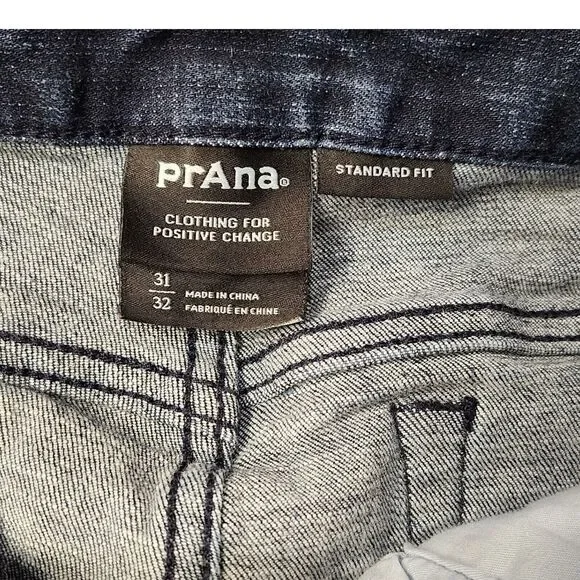 prAna®
STANDARD FIT
CLOTHING FOR
POSITIVE CHANGE
31
32
MADE IN CHINA
FABRIQUÉ EN CHINE